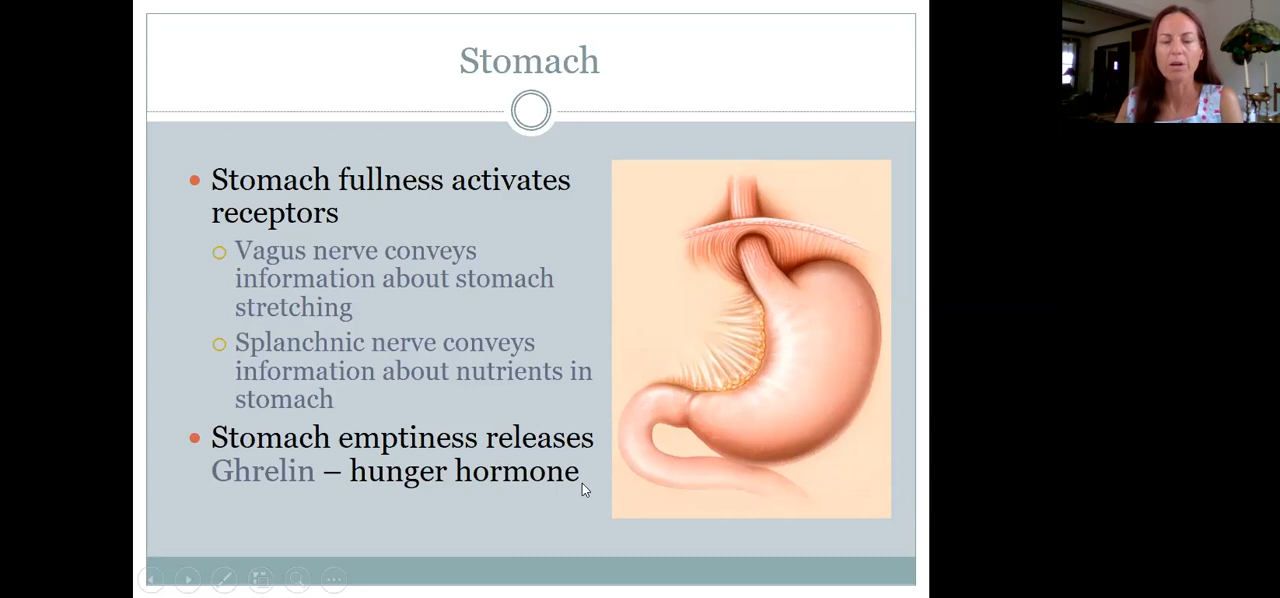 Stomach
Stomach fullness activates
receptors
Vagus nerve conveys
information about stomach
stretching
Splanchnic nerve conveys
information about nutrients in
stomach
Stomach emptiness releases
Ghrelin – hunger hormone